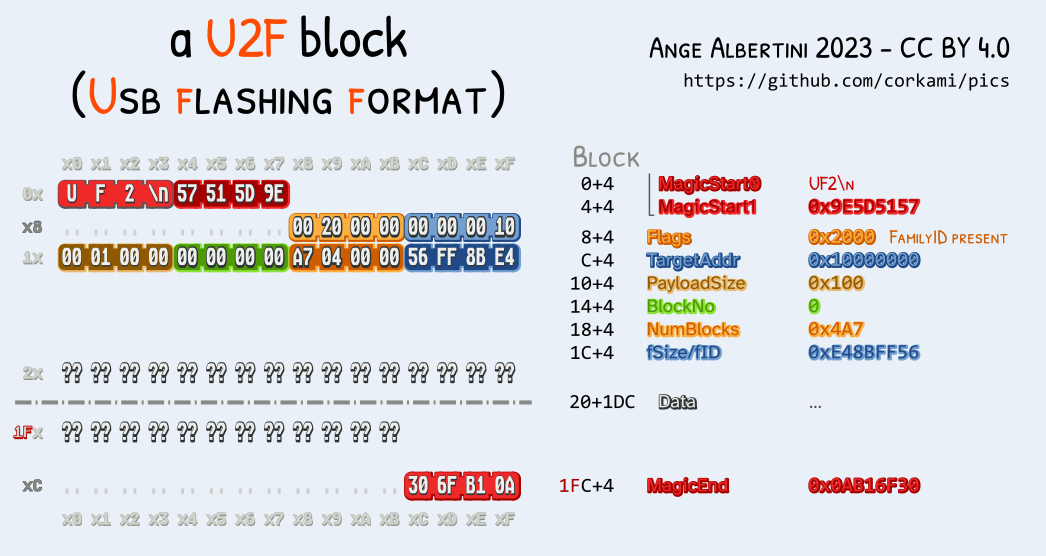 a U2F block
(Usb Flashing Format)
Ange Albertini 2023 - CC BY 4.0
https://github.com/corkami/pics
x0 x1 x2 x3 x4 x5 x6 x7 x8 x9 xA xB xC xD xE xF
0x U F 2 \n 57 51 5D 9E
x8 .. .. .. .. .. .. .. .. 00 20 00 00 00 00 00 10
1x 00 01 00 00 00 00 00 00 A7 04 00 00 56 FF 8B E4
2x ?? ?? ?? ?? ?? ?? ?? ?? ?? ?? ?? ?? ?? ?? ?? ??
1Fx ?? ?? ?? ?? ?? ?? ?? ?? ?? ?? ?? ??
xC .. .. .. .. .. .. .. .. .. .. .. .. 30 6F B1 0A
x0 x1 x2 x3 x4 x5 x6 x7 x8 x9 xA xB xC xD xE xF
Block
0+4 MagicStart0 UF2\n
4+4 MagicStart1 0x9E5D5157
8+4 Flags 0x2000 FamilyID present
C+4 TargetAddr 0x10000000
10+4 PayloadSize 0x100
14+4 BlockNo 0
18+4 NumBlocks 0x4A7
1C+4 fSize/fID 0xE48BFF56
20+1DC Data ...
1FC+4 MagicEnd 0x0AB16F30